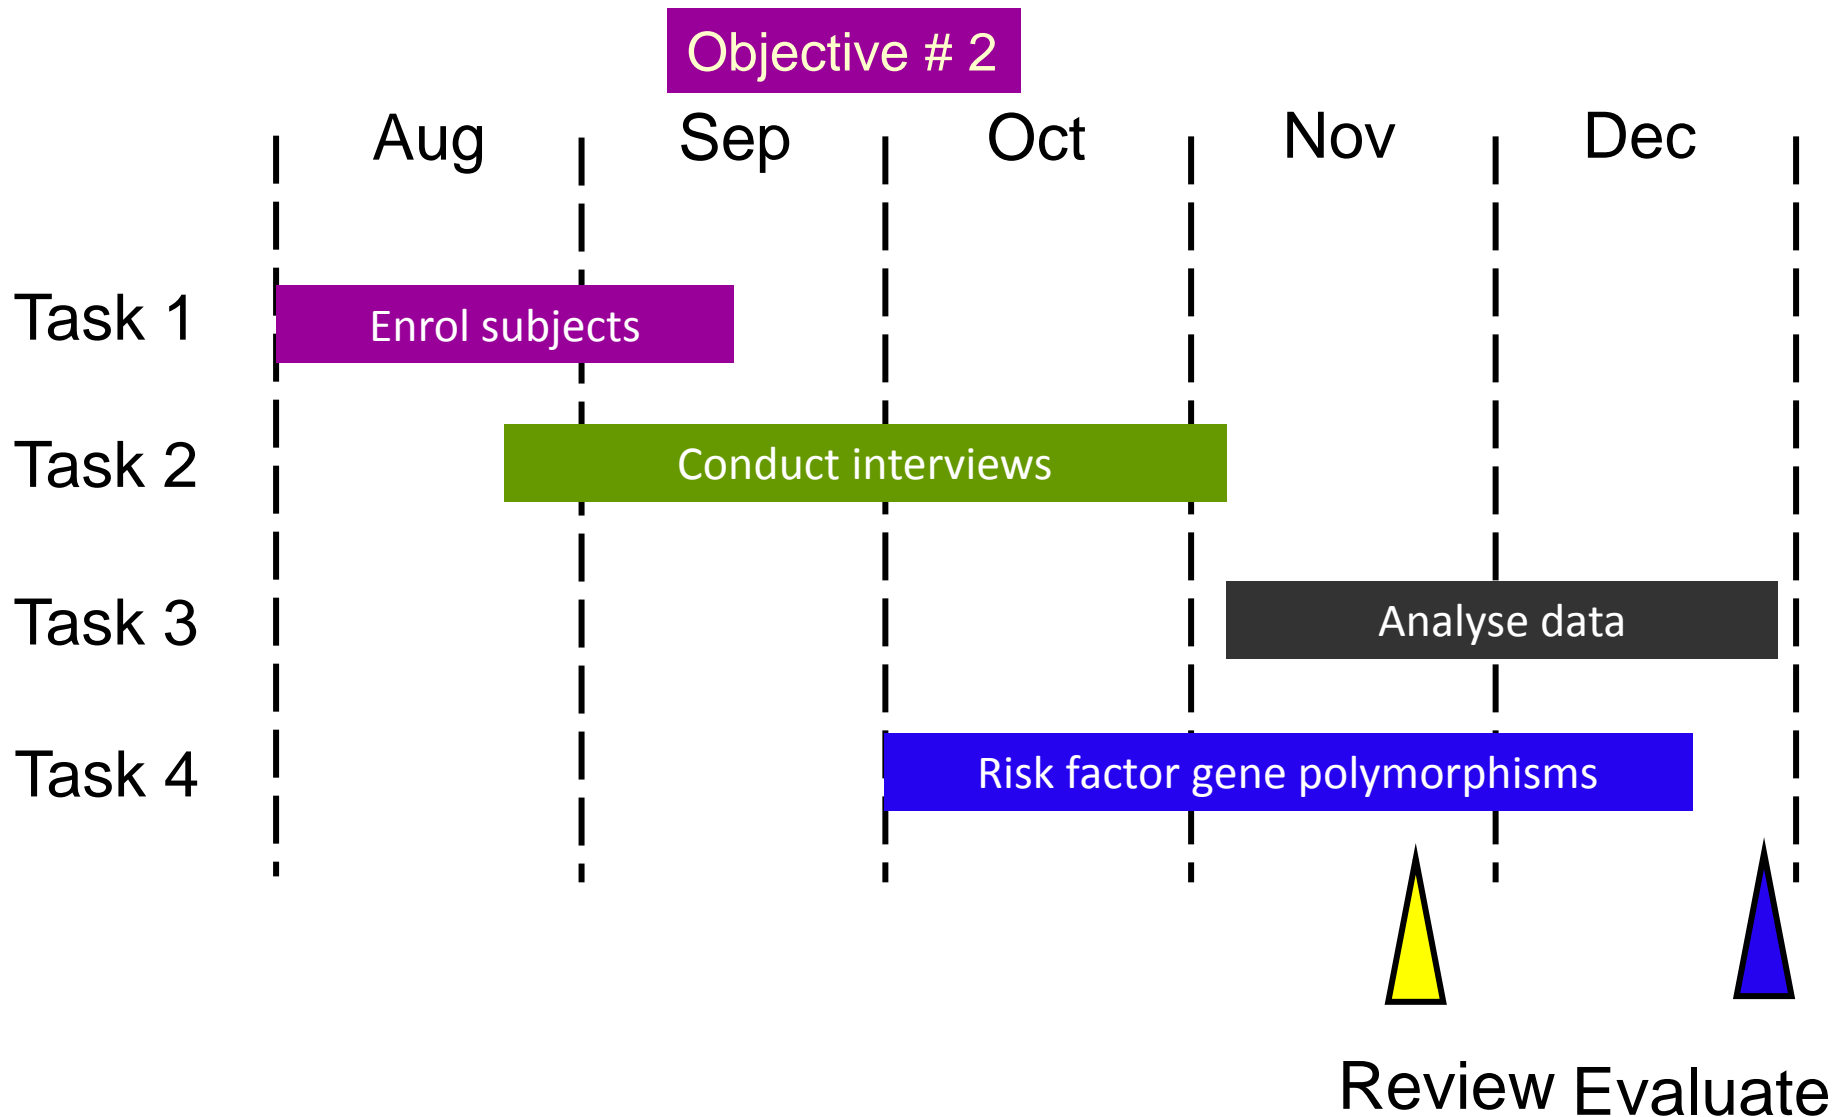 Objective # 2
Aug Sep Oct Nov Dec
Task 1 Enrol subjects
Task 2 Conduct interviews
Task 3 Analyse data
Task 4 Risk factor gene polymorphisms
Review Evaluate